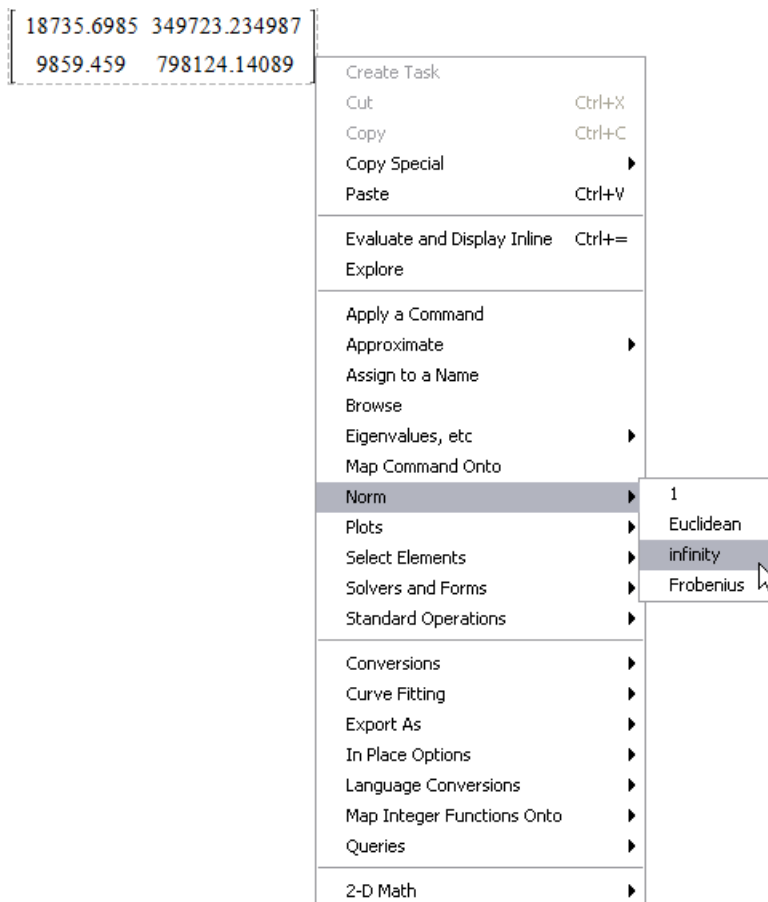 18735.6985 349723.234987
9859.459 798124.14089
Create Task
Cut Ctrl+X
Copy Ctrl+C
Copy Special
Paste Ctrl+V
Evaluate and Display Inline Ctrl+=
Explore
Apply a Command
Approximate
Assign to a Name
Browse
Eigenvalues, etc
Map Command Onto
Norm
Plots
Select Elements
Solvers and Forms
Standard Operations
Conversions
Curve Fitting
Export As
In Place Options
Language Conversions
Map Integer Functions Onto
Queries
2-D Math
1
Euclidean
infinity
Frobenius